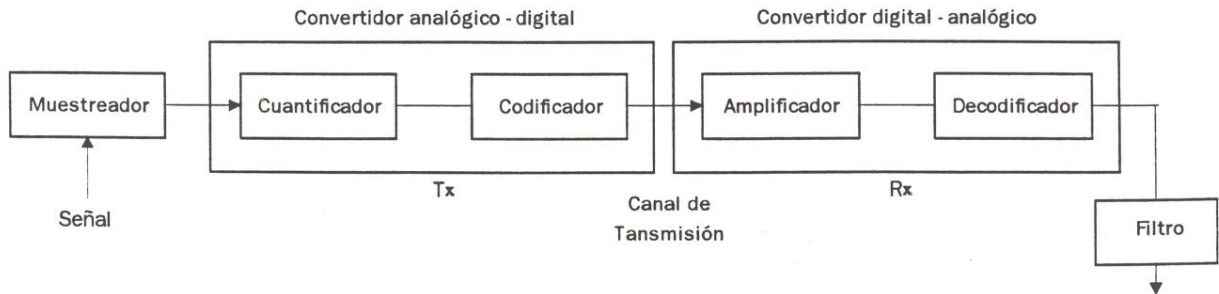 Convertidor analógico - digital
Convertidor digital - analógico
Muestreador
Cuantificador
Codificador
Amplificador
Decodificador
Señal
Tx
Canal de
Tansmisión
Rx
Filtro